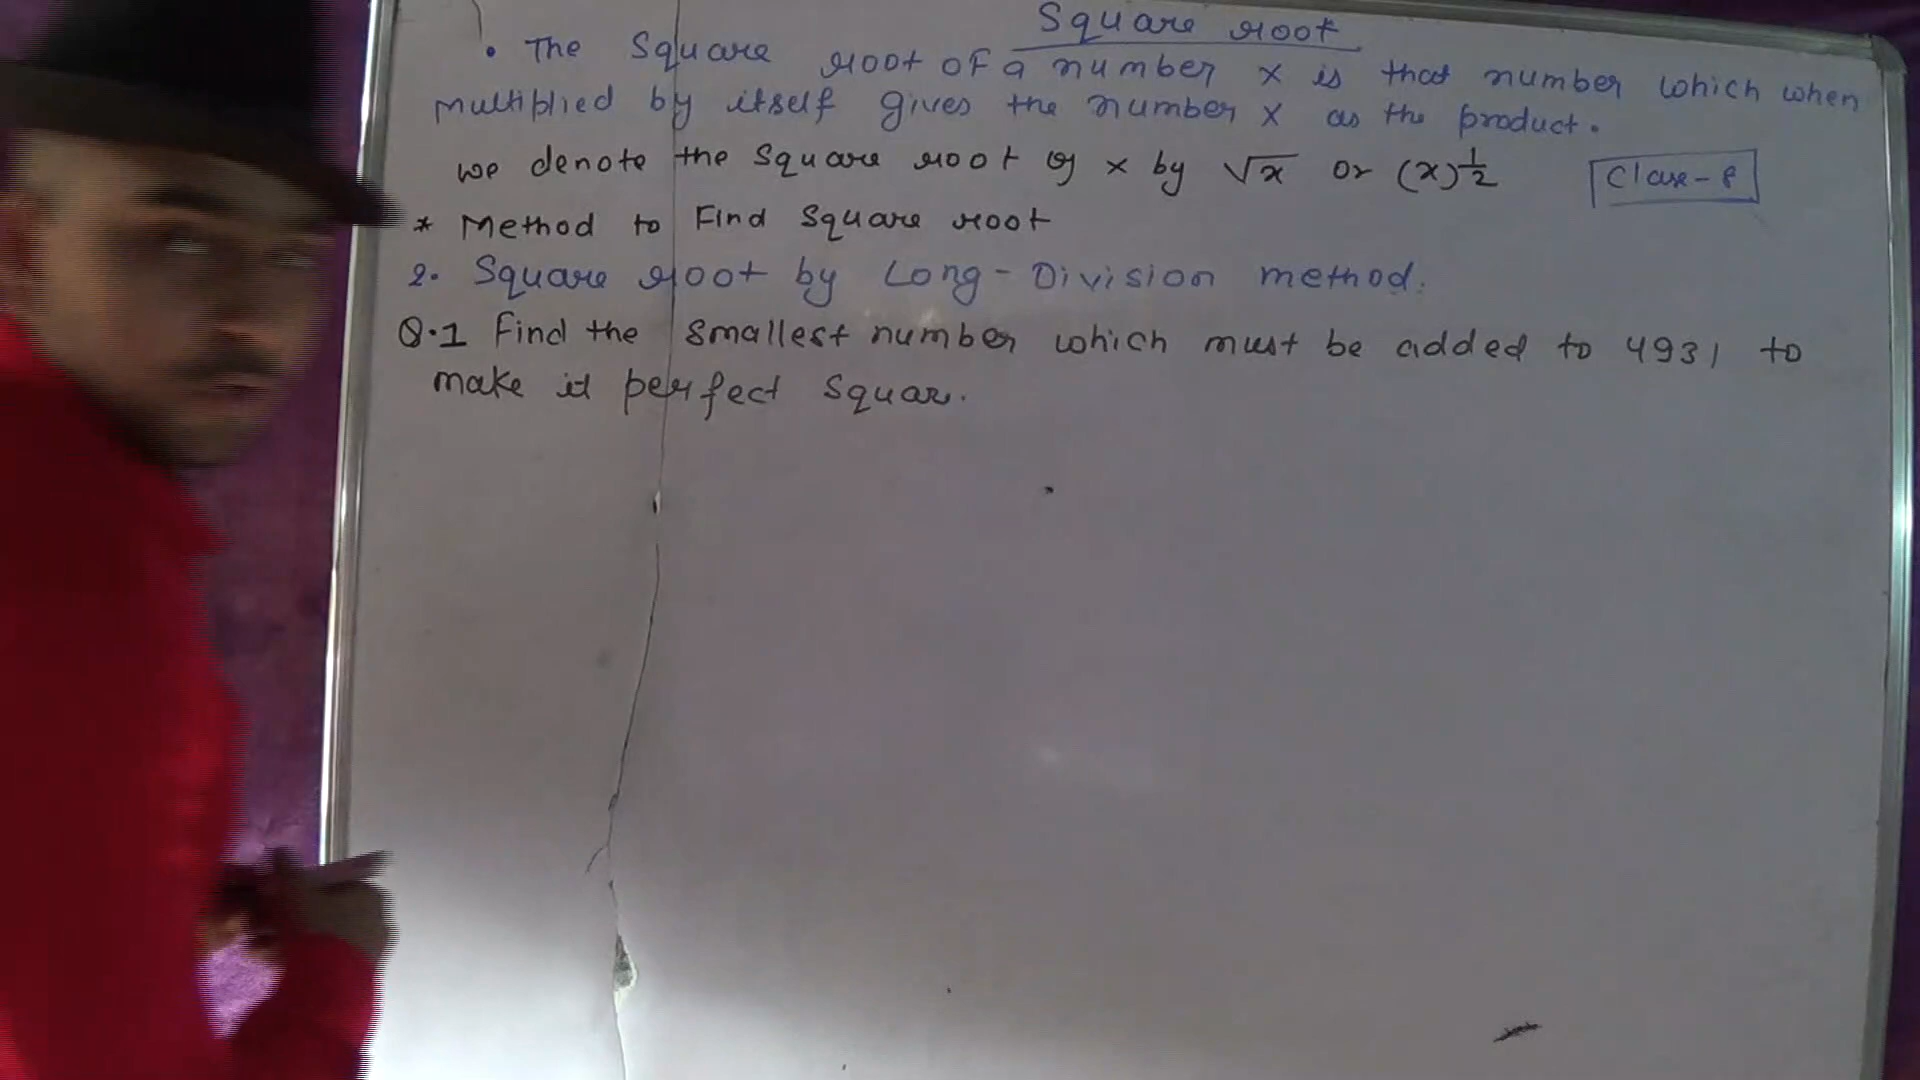 Square root
• The Square root of a number x is that number which when
multiplied by itself gives the number x as the product.
we denote the square root of x by √x or (x)½
Class-8
* Method to Find Square root
2. Square root by Long-Division method.
Q.1 Find the smallest number which must be added to 4931 to
make it perfect squar.